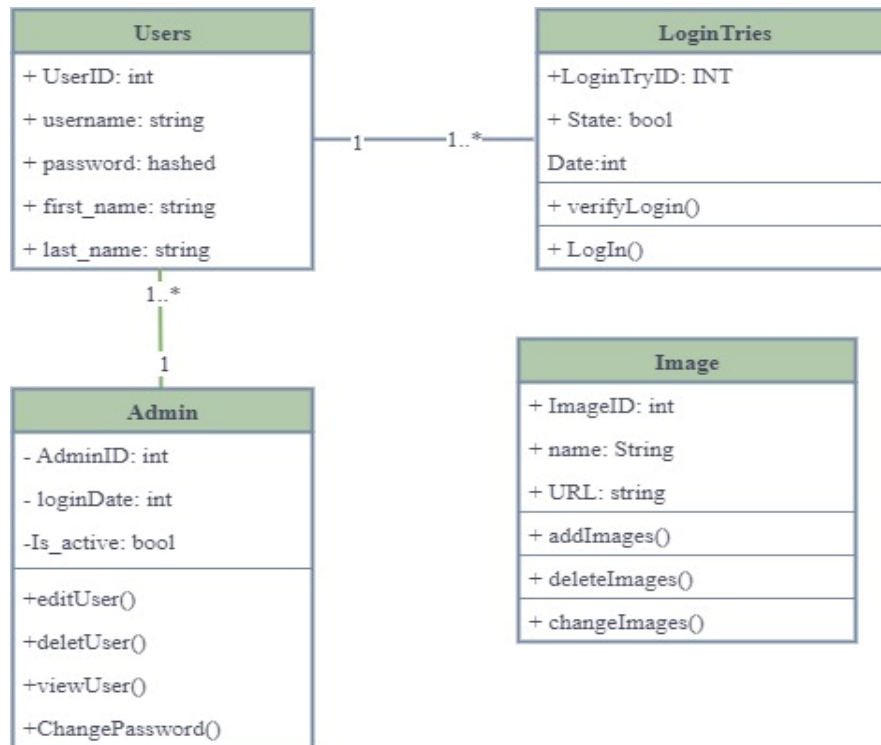 Users
+ UserID: int
+ username: string
+ password: hashed
+ first_name: string
+ last_name: string
1
1..*
LoginTries
+LoginTryID: INT
+ State: bool
Date:int
+ verifyLogin()
+ LogIn()
1..*
1
Admin
- AdminID: int
- loginDate: int
-Is_active: bool
+editUser()
+deletUser()
+viewUser()
+ChangePassword()
Image
+ ImageID: int
+ name: String
+ URL: string
+ addImages()
+ deleteImages()
+ changeImages()